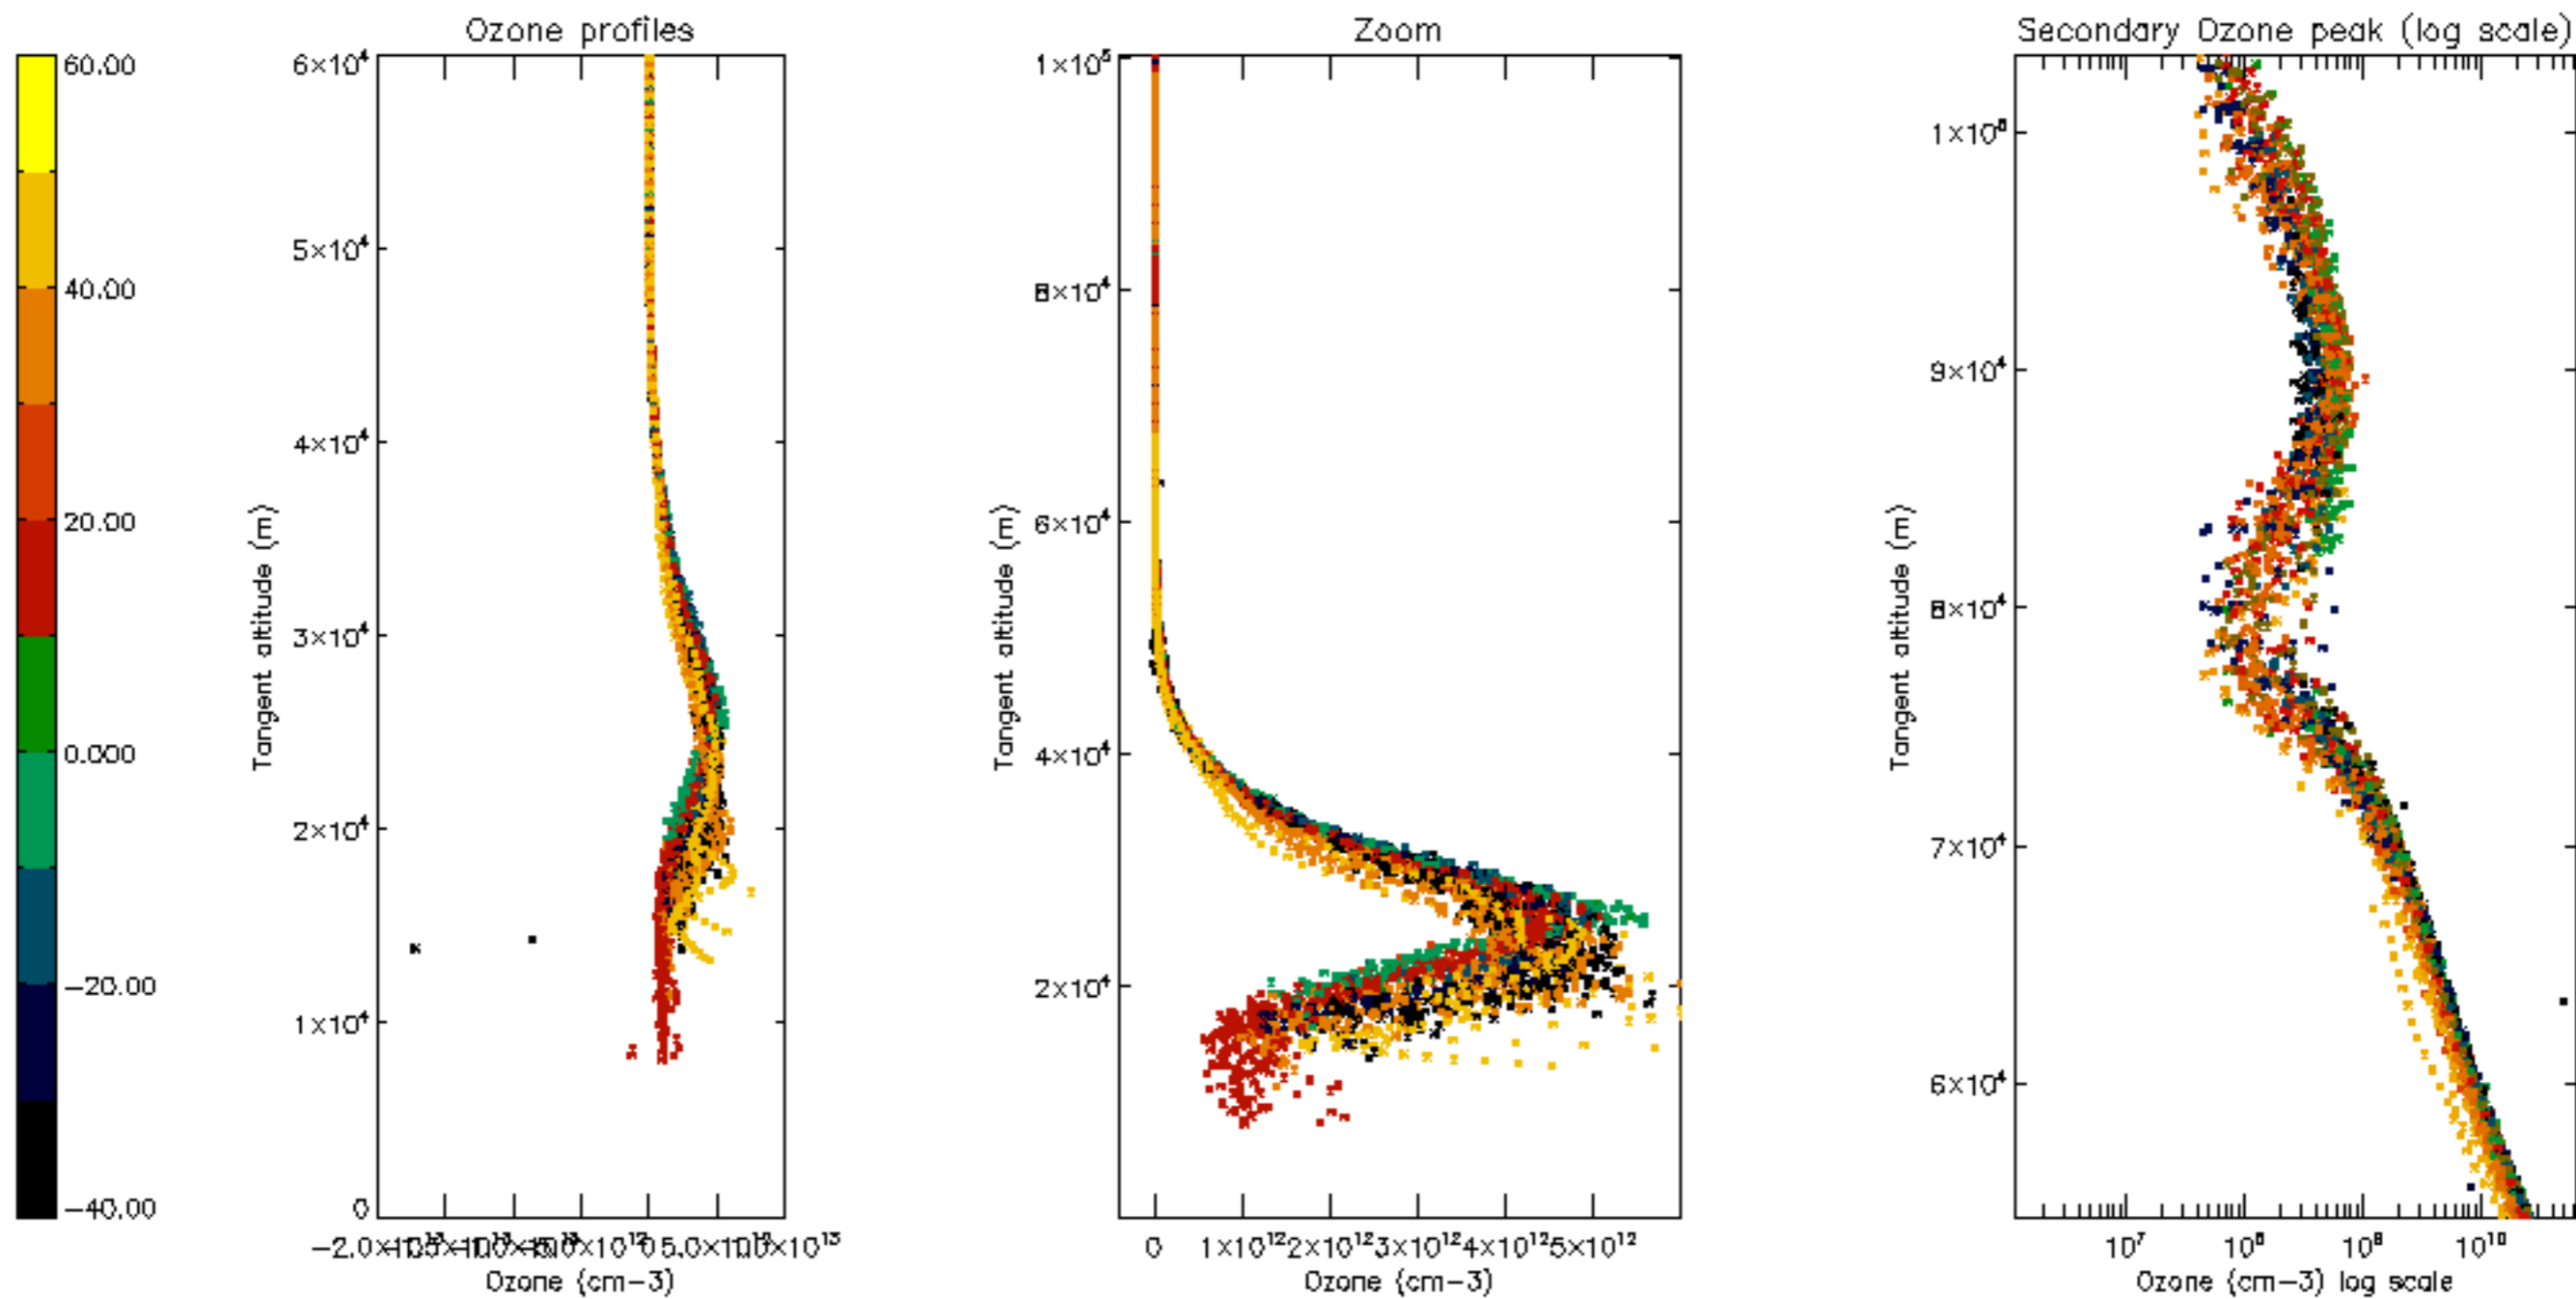 Ozone profiles
Zoom
Secondary Ozone peak (log scale)
60.00
40.00
20.00
0.000
−20.00
−40.00
6×10⁴
5×10⁴
4×10⁴
3×10⁴
2×10⁴
1×10⁴
0
Tangent altitude (m)
Ozone (cm−3)
1×10⁵
8×10⁴
6×10⁴
4×10⁴
2×10⁴
Tangent altitude (m)
0 1×10¹² 2×10¹² 3×10¹² 4×10¹² 5×10¹²
Ozone (cm−3)
9×10⁴
8×10⁴
7×10⁴
6×10⁴
Tangent altitude (m)
10⁷ 10⁸ 10⁹ 10¹⁰
Ozone (cm−3) log scale